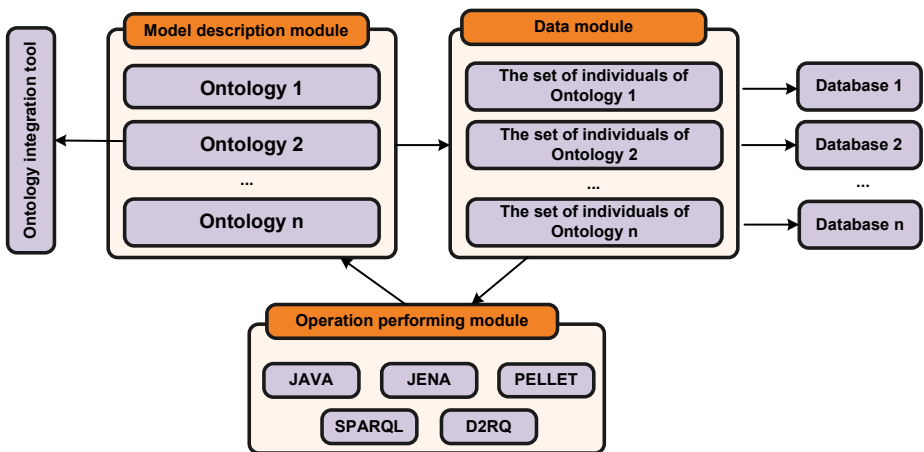 Ontology integration tool
Model description module
Ontology 1
Ontology 2
...
Ontology n
Data module
The set of individuals of
Ontology 1
The set of individuals of
Ontology 2
...
The set of individuals of
Ontology n
Database 1
Database 2
...
Database n
Operation performing module
JAVA
JENA
PELLET
SPARQL
D2RQ